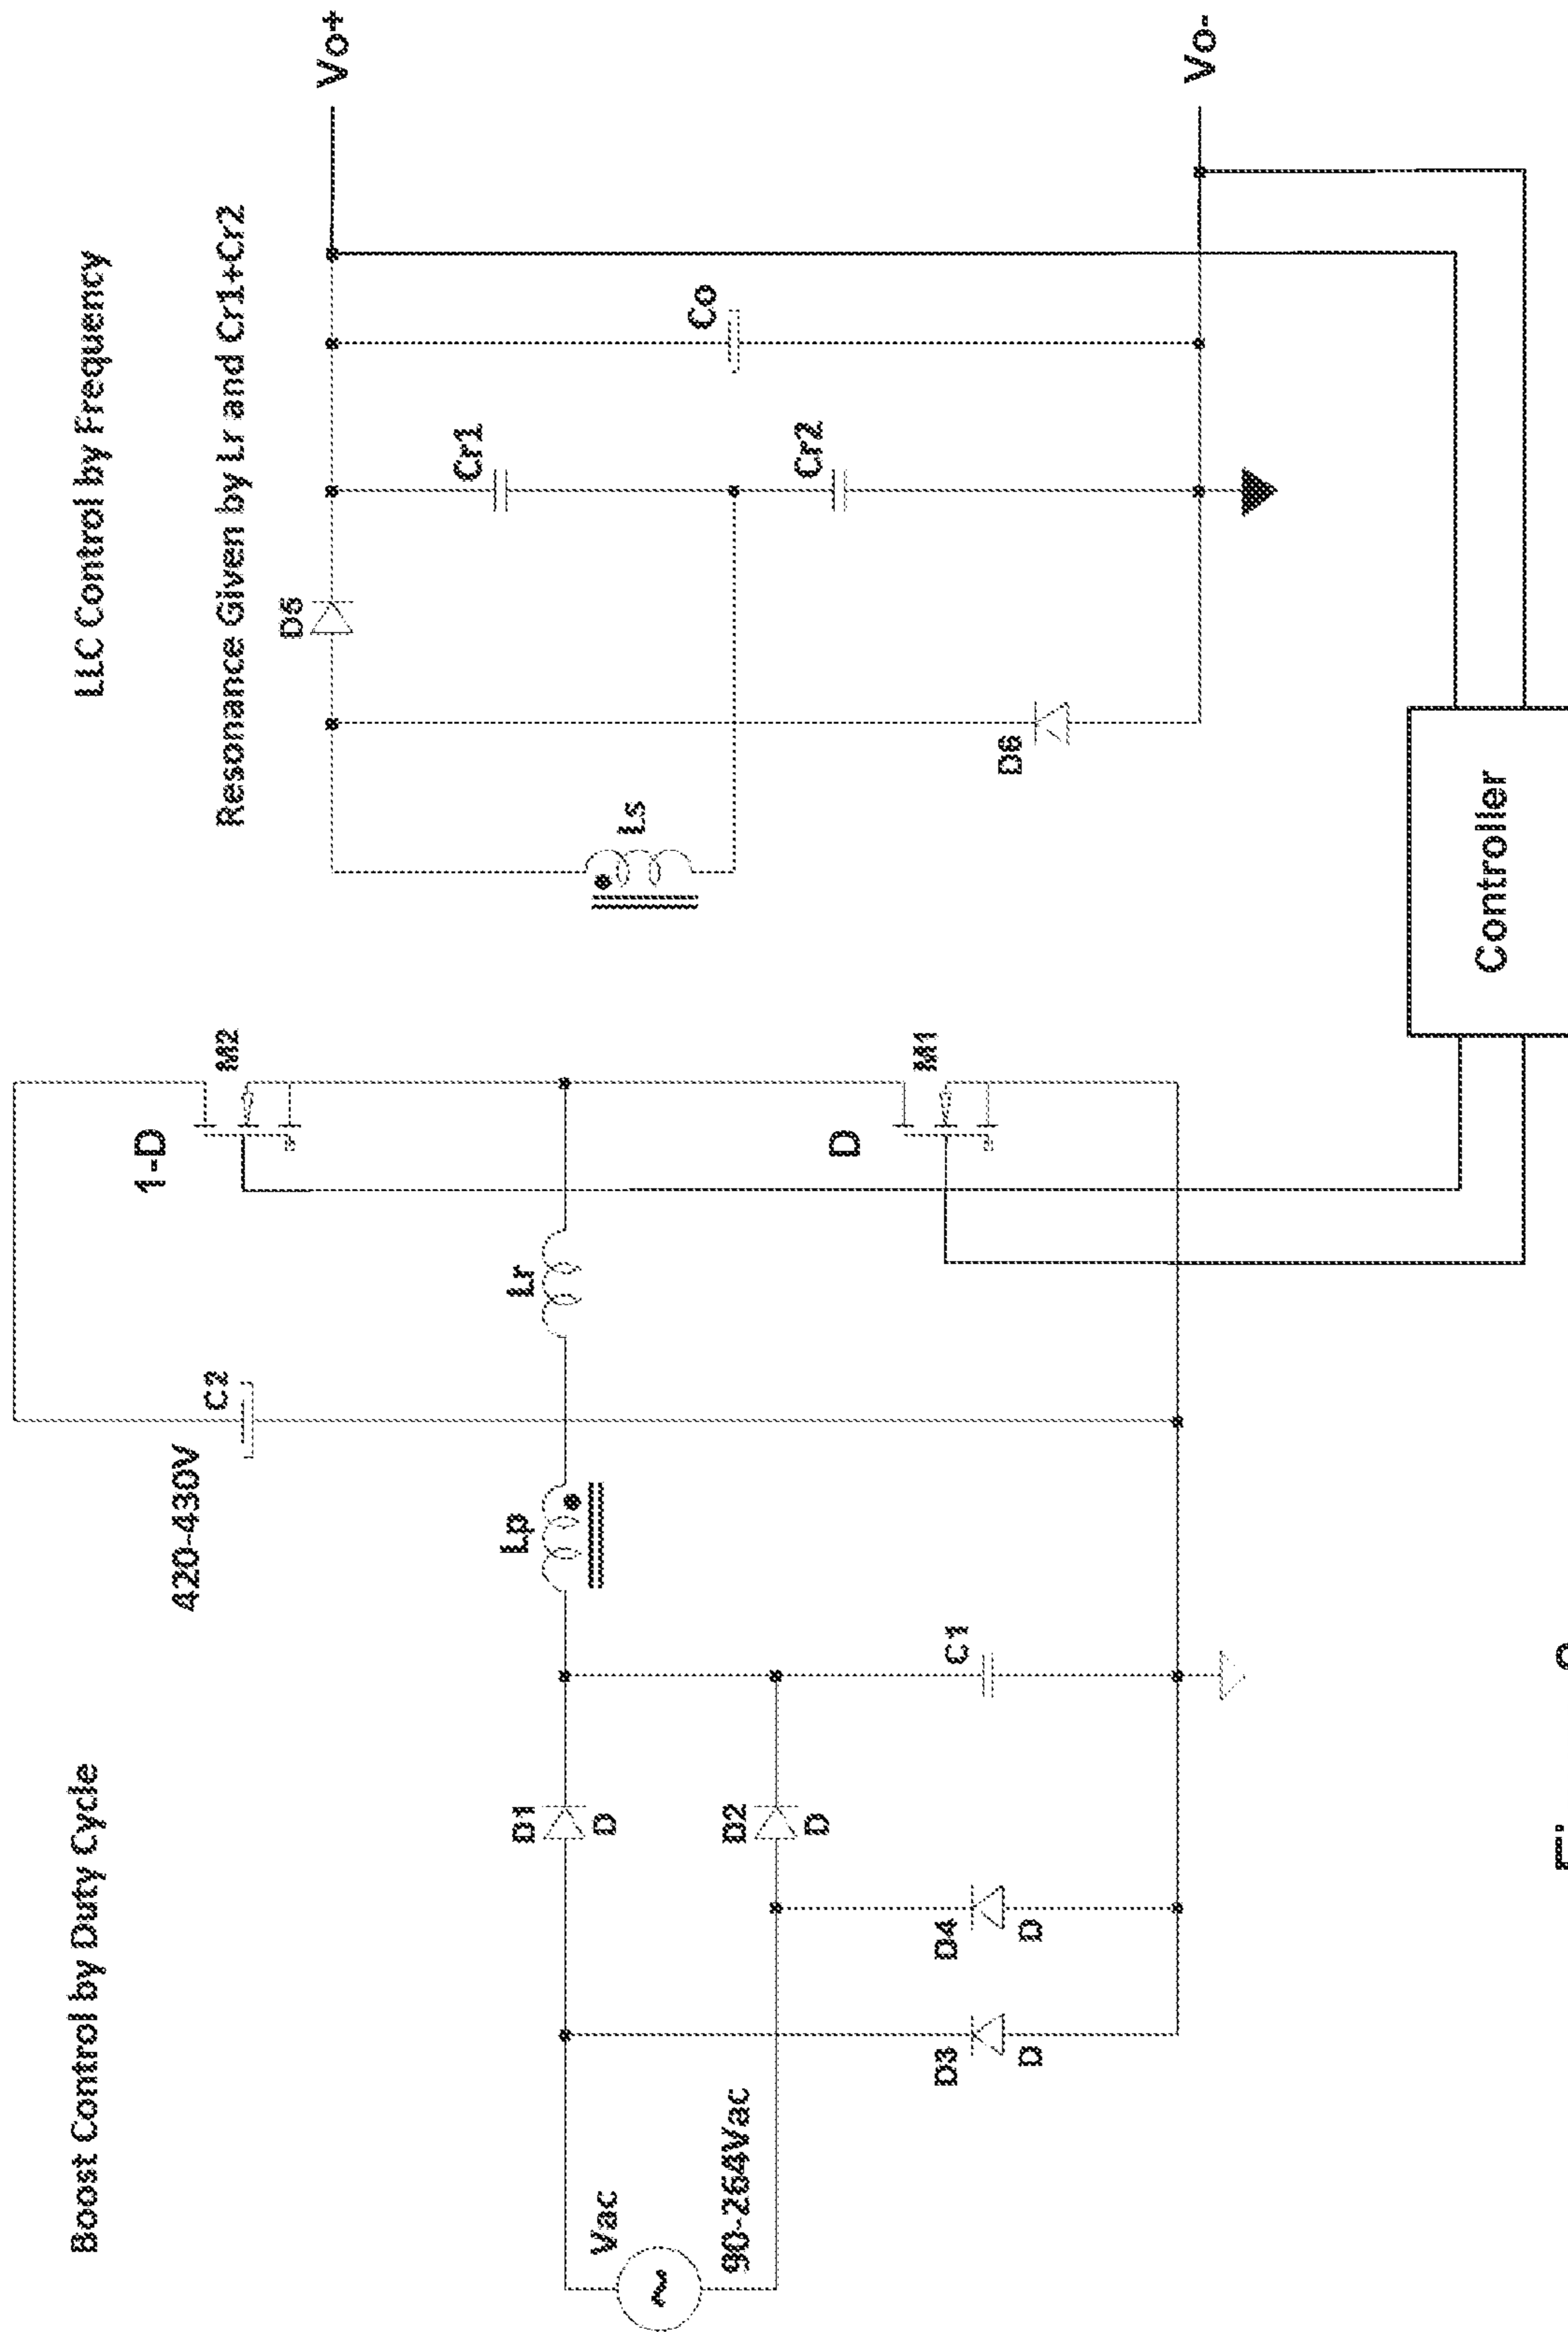 Boost Control by Duty Cycle
LLC Control by Frequency
Resonance Given by Lr and Cr1+Cr2
420-430V
C2
1-D
M2
D5
Vo+
Vac
90-264Vac
D1
D
D2
D
D3
D
D4
D
C1
Lp
Lr
D
M1
Ls
D6
Cr1
Cr2
Co
Vo-
Controller